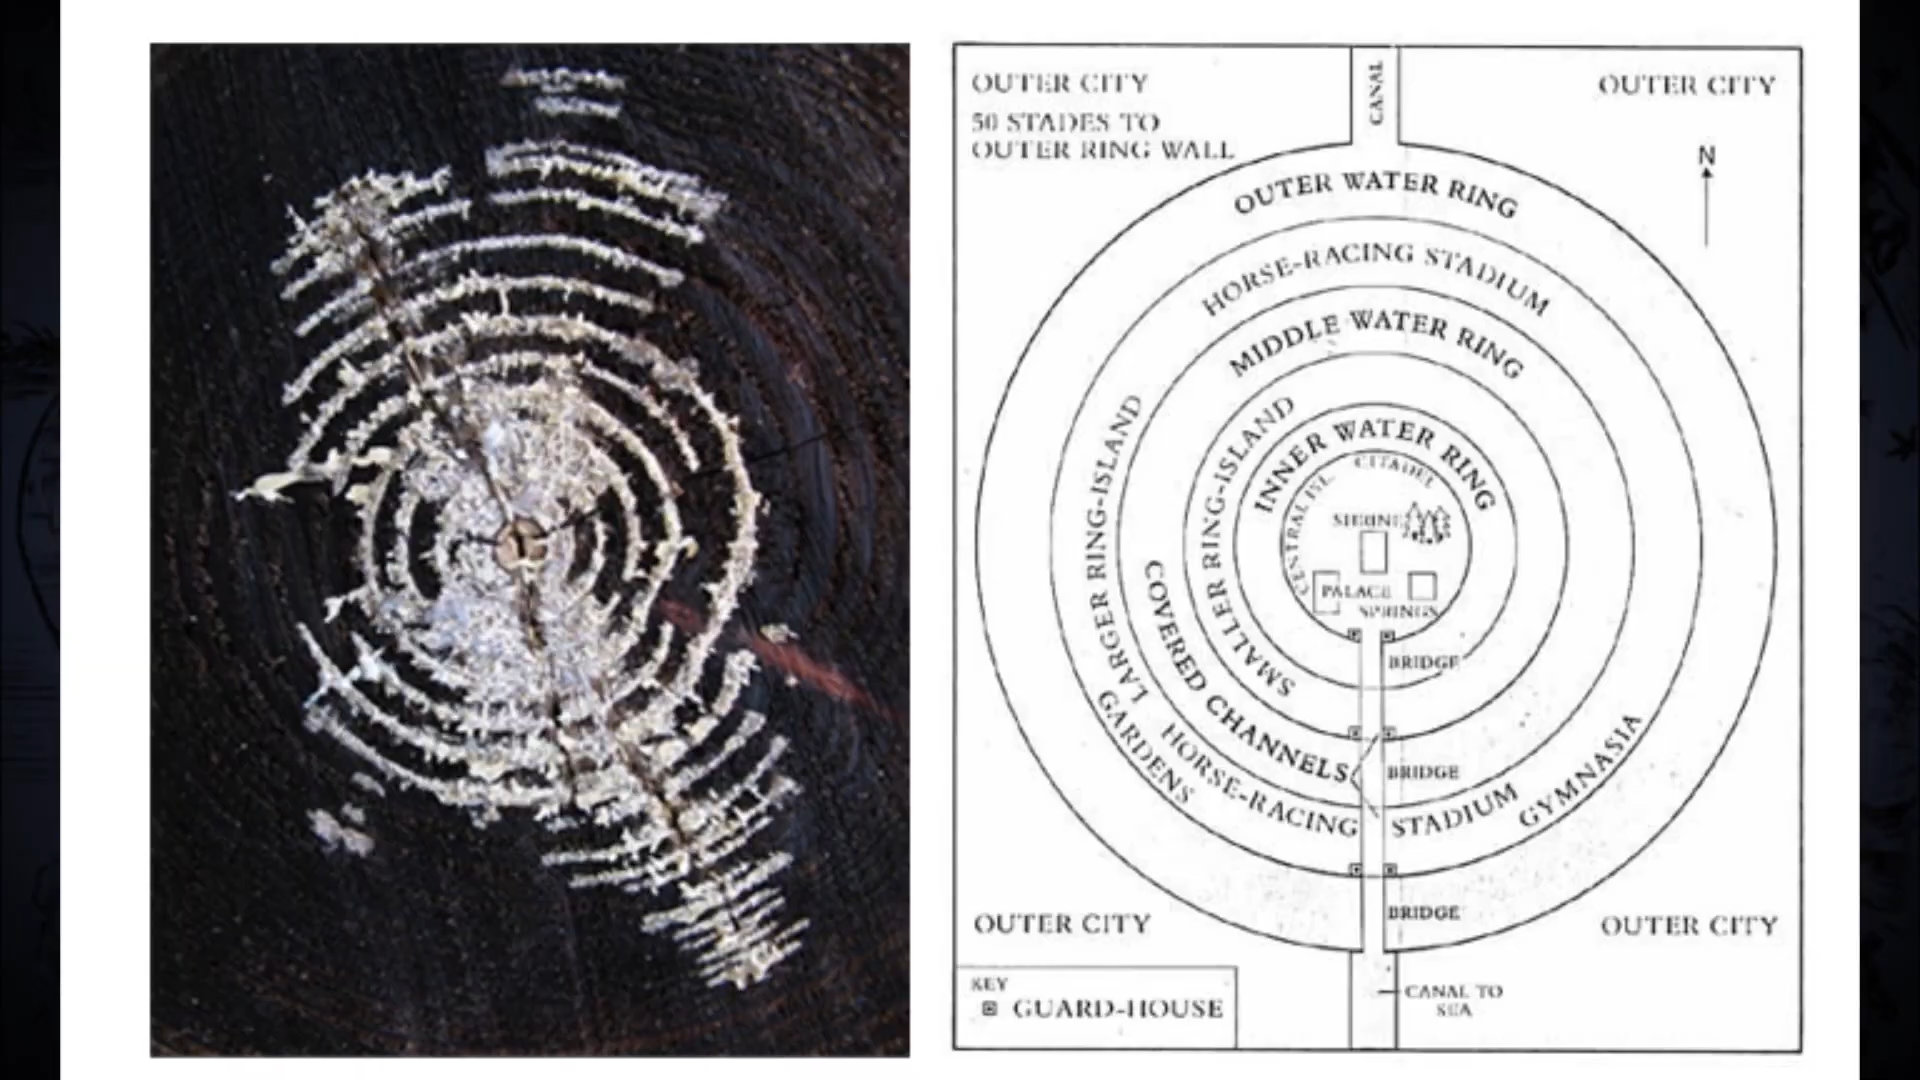 OUTER CITY
50 STADES TO
OUTER RING WALL
CANAL
OUTER CITY
N
OUTER WATER RING
HORSE-RACING STADIUM
MIDDLE WATER RING
INNER WATER RING
CITADEL
CENTRAL ISL.
SHRINE
PALACE
SPRINGS
LARGER RING-ISLAND
SMALLER RING-ISLAND
COVERED CHANNELS
GARDENS
HORSE-RACING STADIUM
GYMNASIA
BRIDGE
BRIDGE
BRIDGE
OUTER CITY
OUTER CITY
KEY
GUARD-HOUSE
CANAL TO
SEA